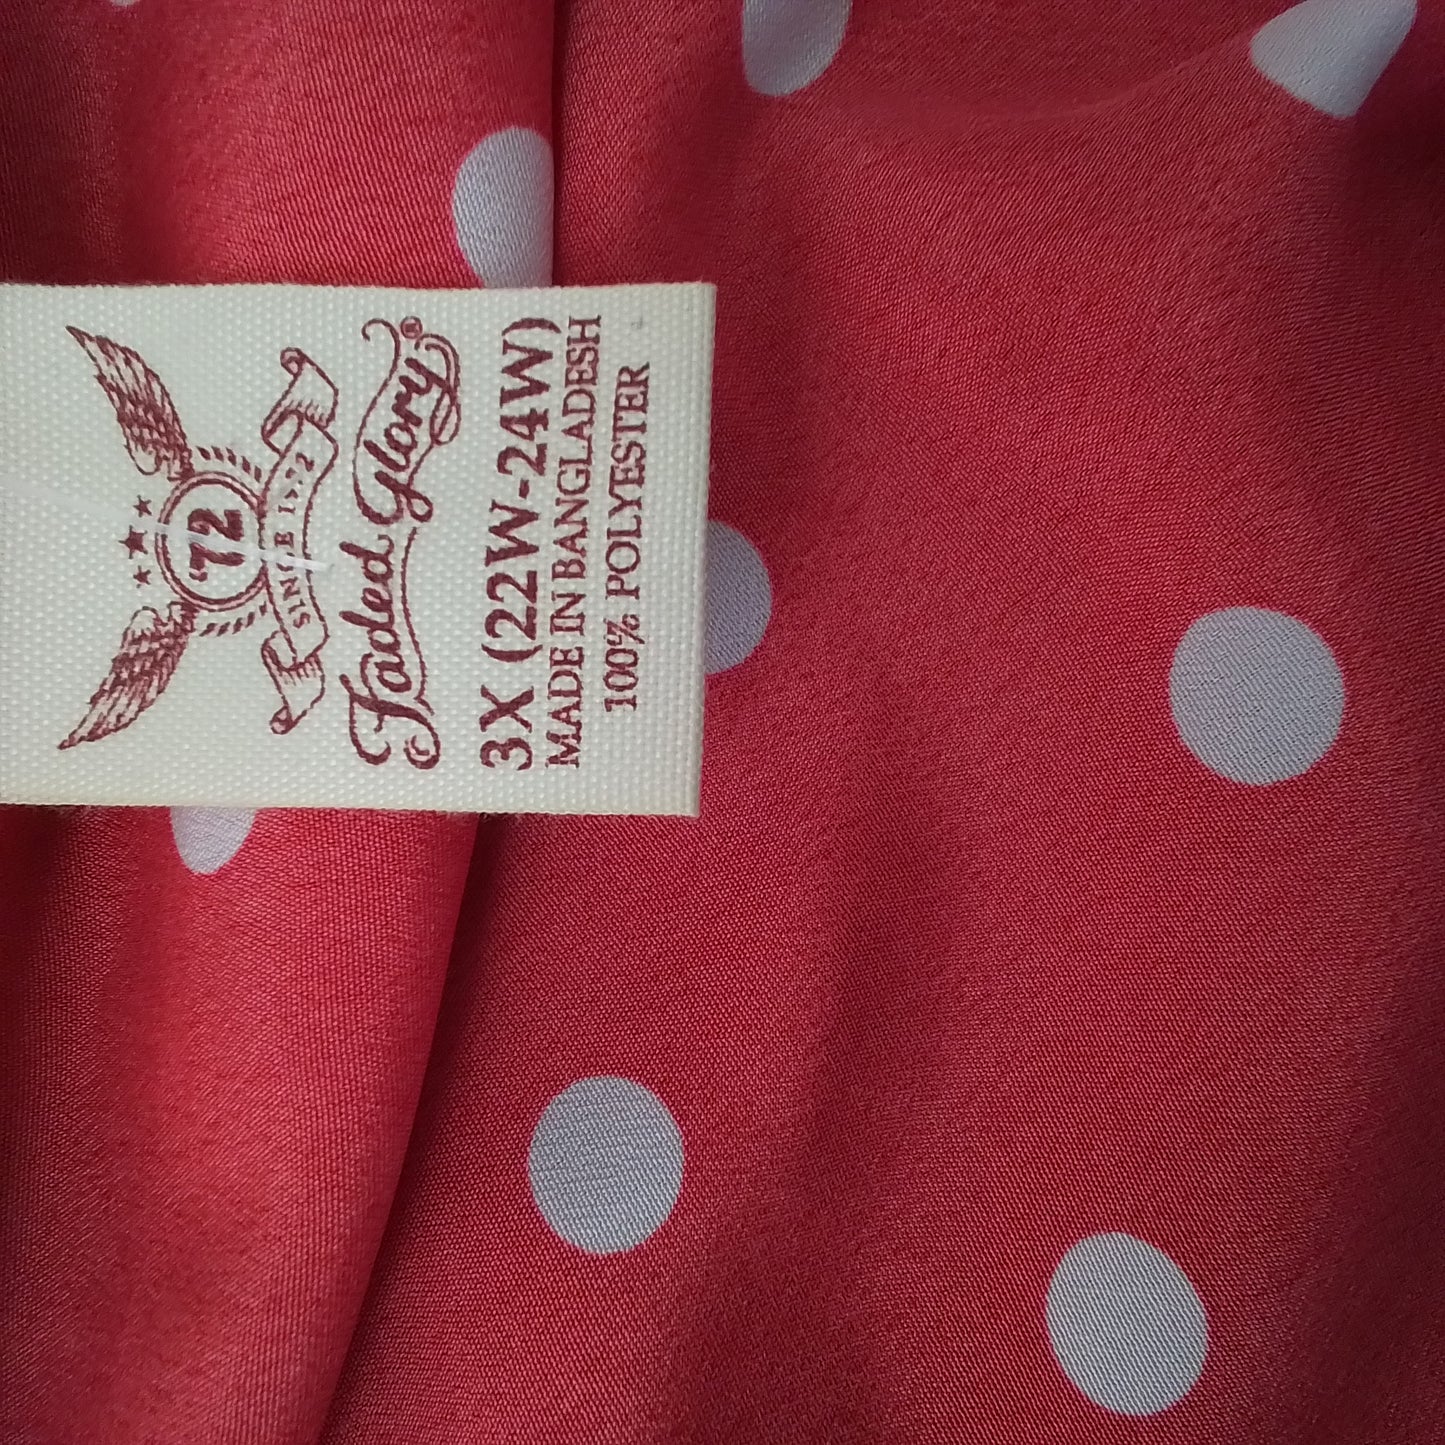 '72
SINCE 1972
Faded Glory®
3X (22W-24W)
MADE IN BANGLADESH
100% POLYESTER